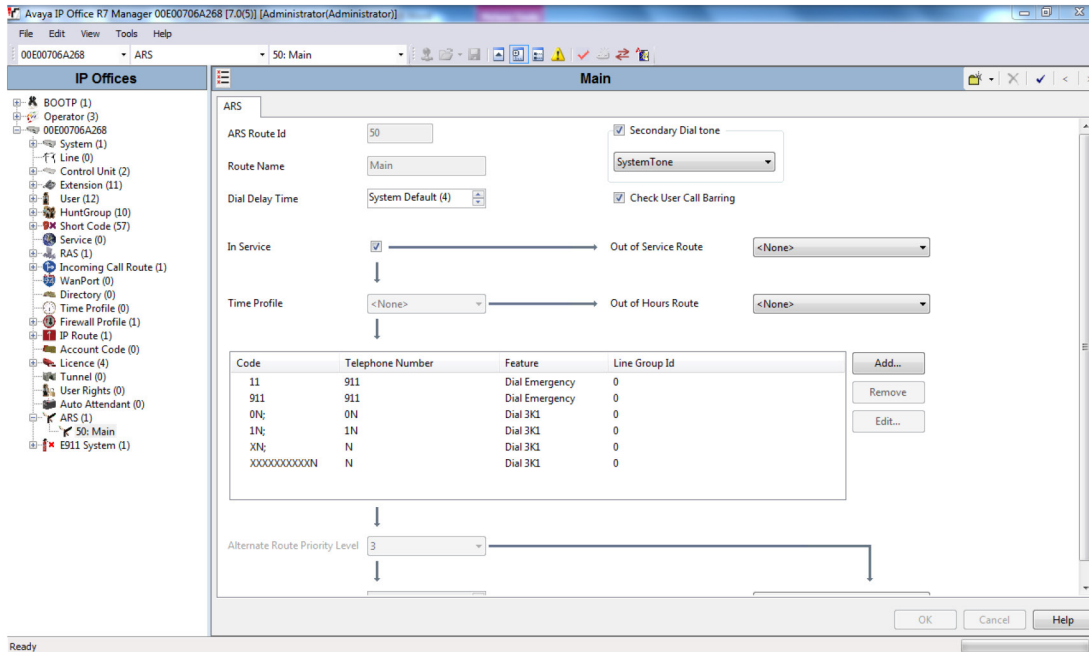 Avaya IP Office R7 Manager 00E00706A268 [7.0(5)] [Administrator(Administrator)]
File Edit View Tools Help
00E00706A268 ARS 50: Main
IP Offices
Main
BOOTP (1)
Operator (3)
00E00706A268
System (1)
Line (0)
Control Unit (2)
Extension (11)
User (12)
HuntGroup (10)
Short Code (57)
Service (0)
RAS (1)
Incoming Call Route (1)
WanPort (0)
Directory (0)
Time Profile (0)
Firewall Profile (1)
IP Route (1)
Account Code (0)
Licence (4)
Tunnel (0)
User Rights (0)
Auto Attendant (0)
ARS (1)
50: Main
E911 System (1)
ARS
ARS Route Id 50 Secondary Dial tone
Route Name Main SystemTone
Dial Delay Time System Default (4) Check User Call Barring
In Service Out of Service Route <None>
Time Profile <None> Out of Hours Route <None>
Code Telephone Number Feature Line Group Id Add...
11 911 Dial Emergency 0
911 911 Dial Emergency 0 Remove
0N; 0N Dial 3K1 0
1N; 1N Dial 3K1 0 Edit...
XN; N Dial 3K1 0
XXXXXXXXXXN N Dial 3K1 0
Alternate Route Priority Level 3
OK Cancel Help
Ready